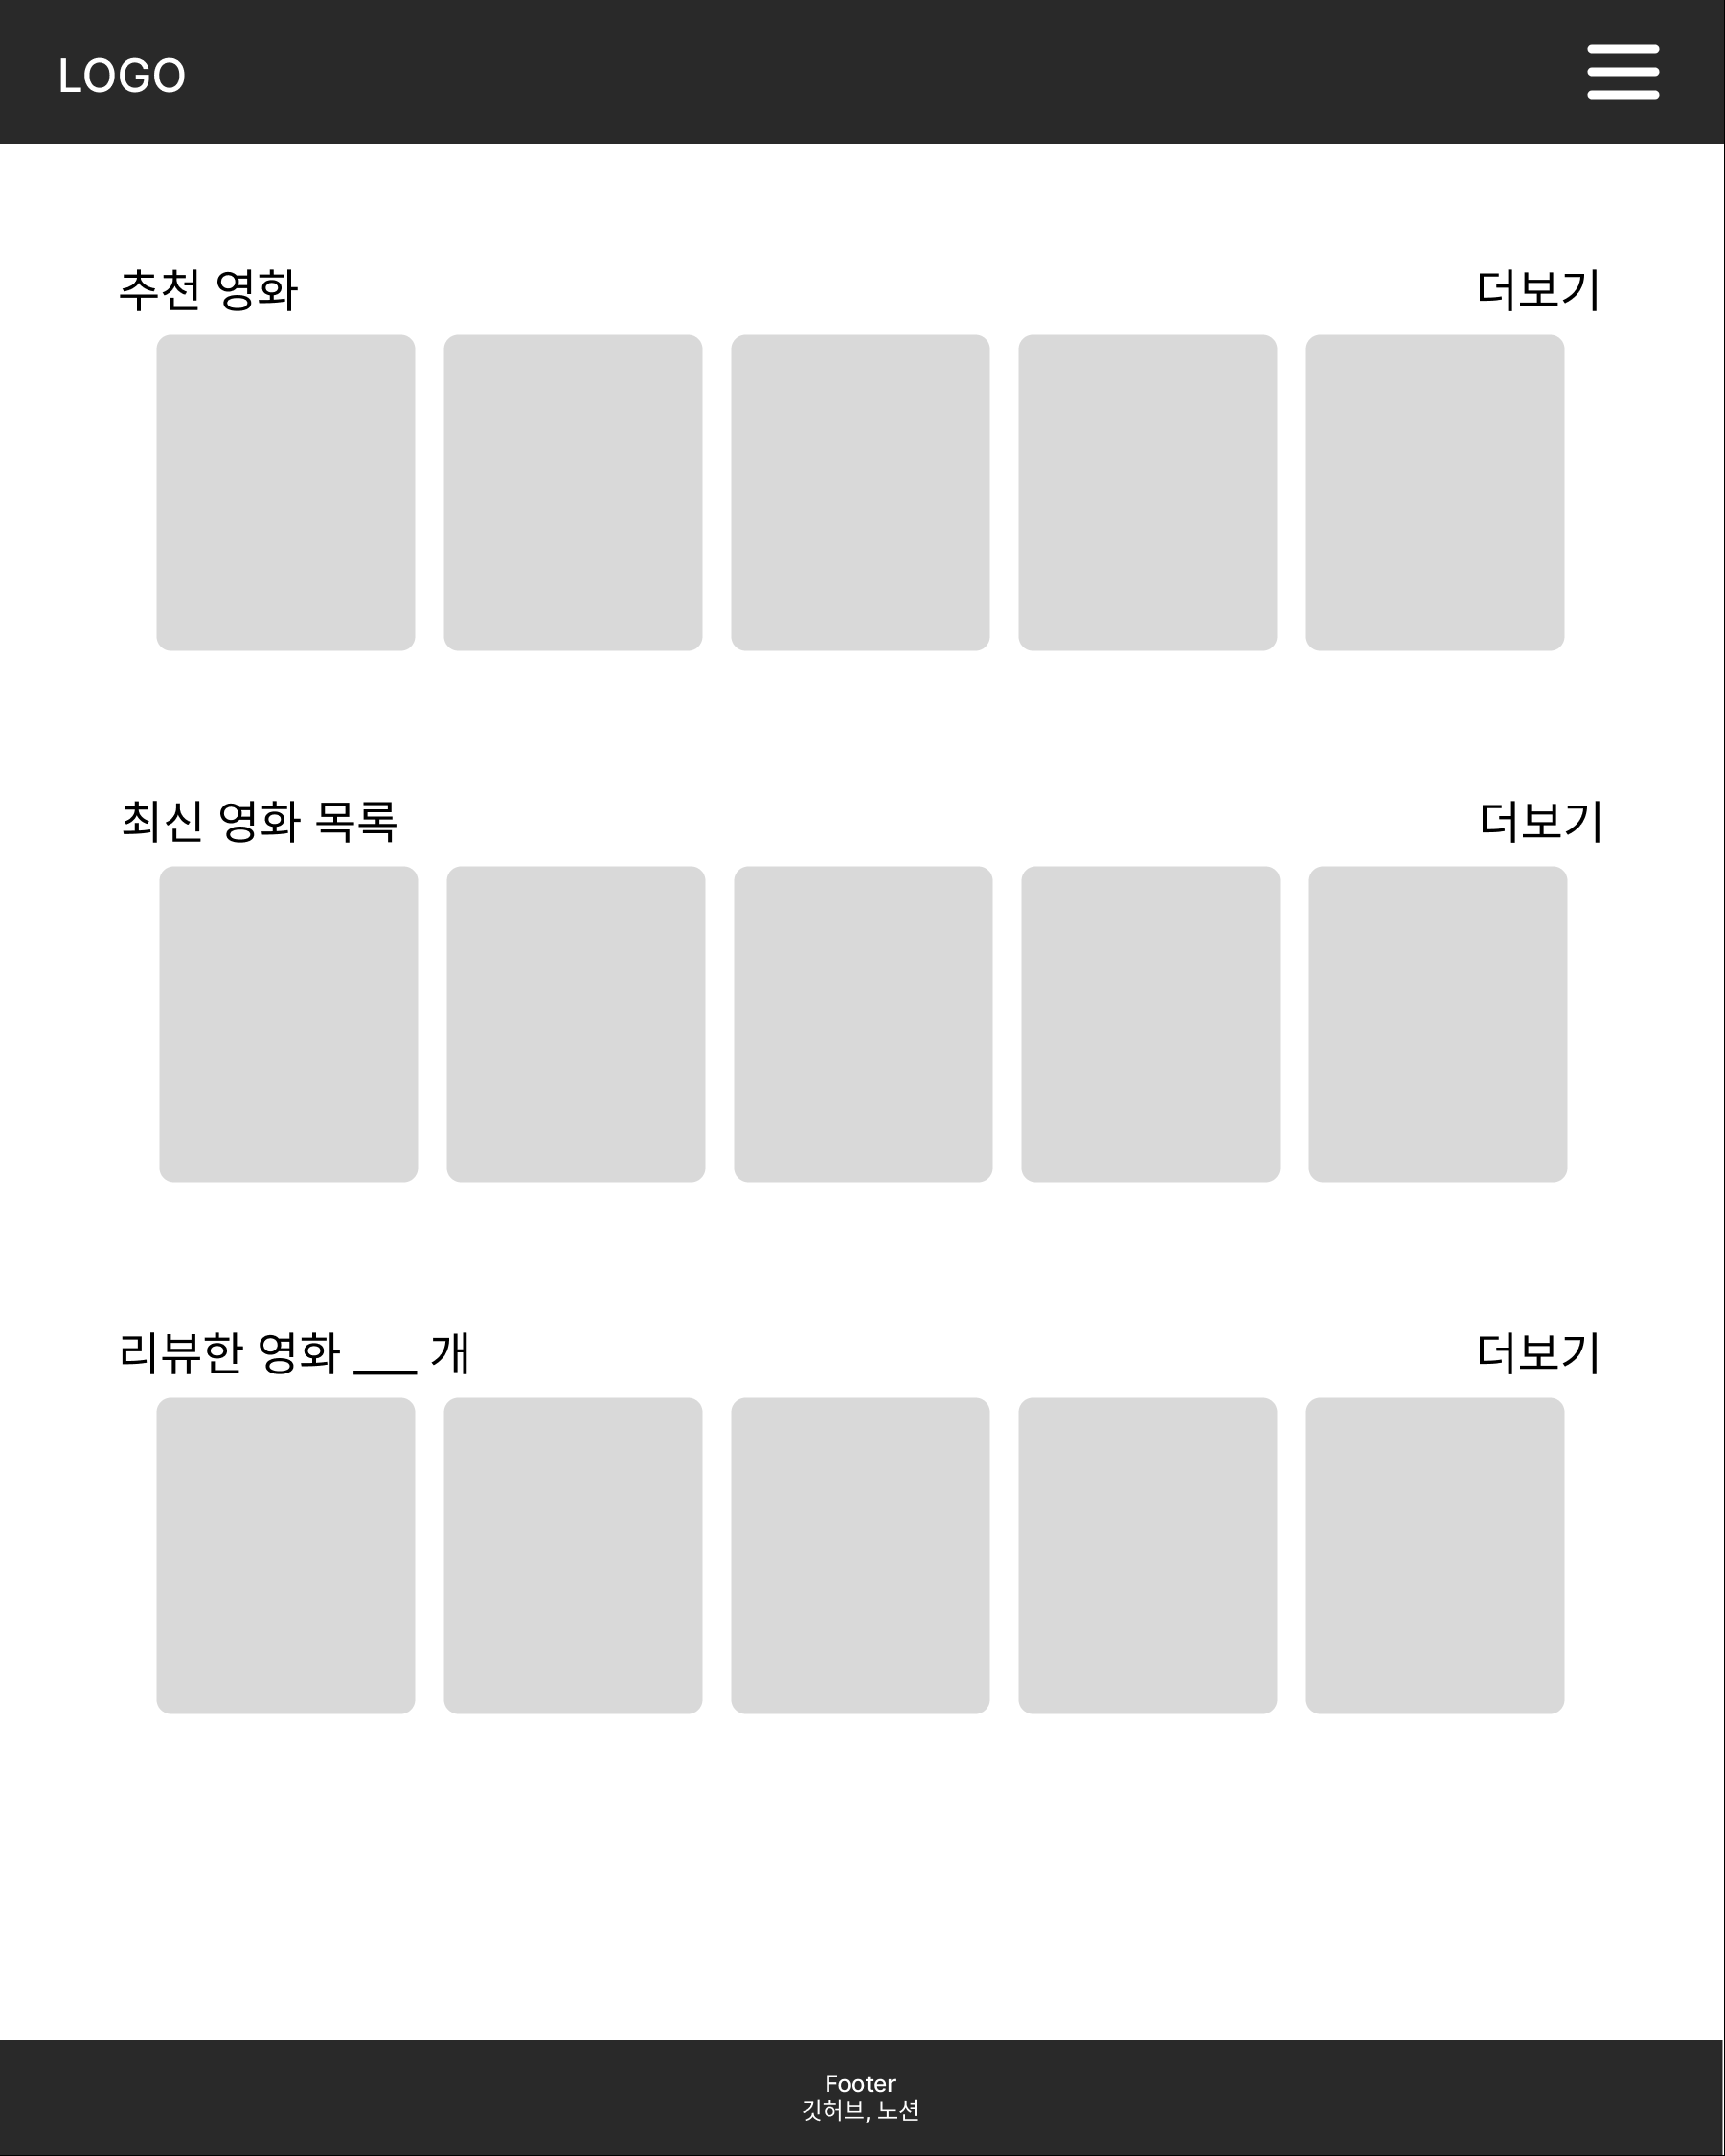 LOGO
추천 영화 더보기
최신 영화 목록 더보기
리뷰한 영화 ___ 개 더보기
Footer
깃허브, 노션